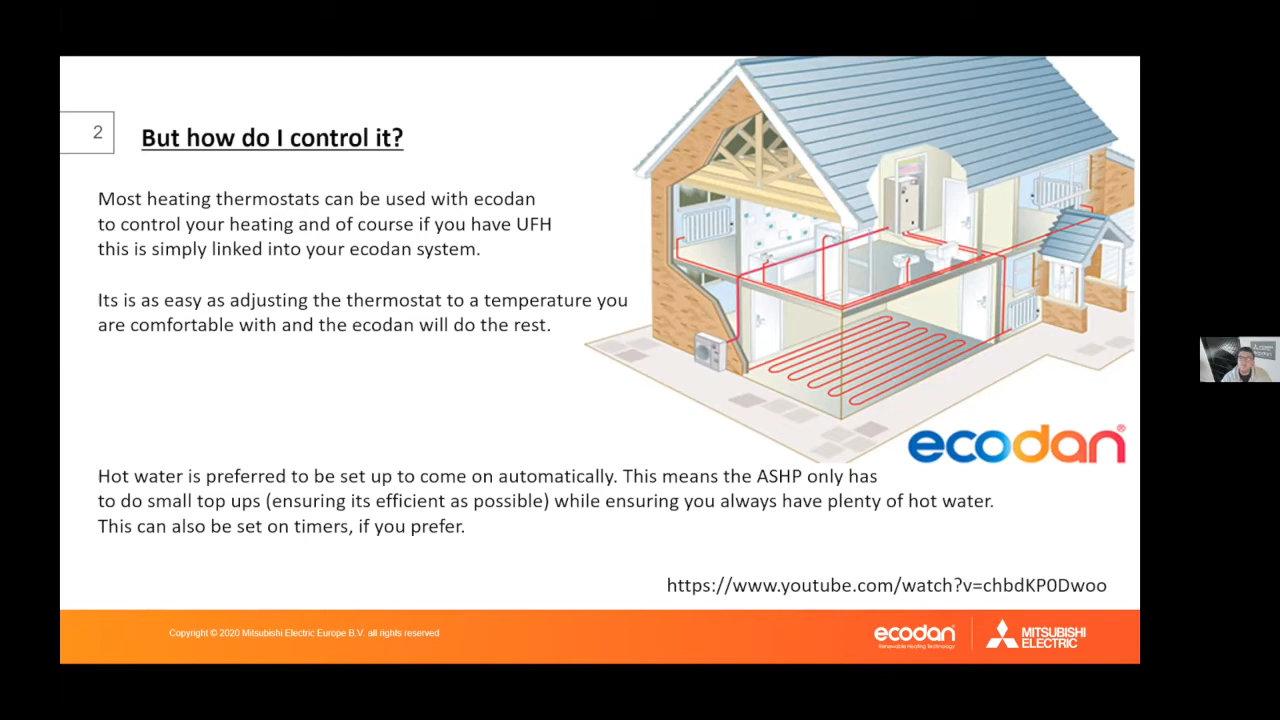 2
But how do I control it?
Most heating thermostats can be used with ecodan
to control your heating and of course if you have UFH
this is simply linked into your ecodan system.
Its is as easy as adjusting the thermostat to a temperature you
are comfortable with and the ecodan will do the rest.
ecodan®
Hot water is preferred to be set up to come on automatically. This means the ASHP only has
to do small top ups (ensuring its efficient as possible) while ensuring you always have plenty of hot water.
This can also be set on timers, if you prefer.
https://www.youtube.com/watch?v=chbdKP0Dwoo
Copyright © 2020 Mitsubishi Electric Europe B.V. all rights reserved
ecodan
Renewable Heating Technology
MITSUBISHI
ELECTRIC